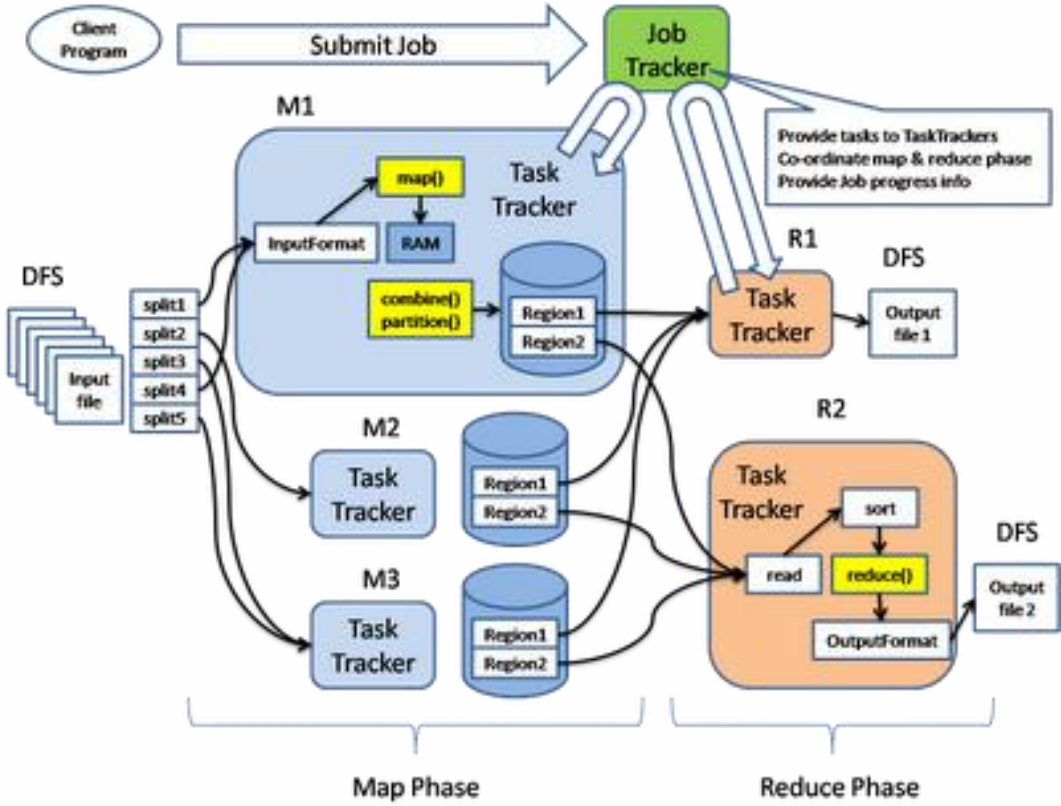 Client
Program
Submit Job
Job
Tracker
Provide tasks to TaskTrackers
Co-ordinate map & reduce phase
Provide Job progress info
M1
Task
Tracker
map()
InputFormat
RAM
combine()
partition()
Region1
Region2
DFS
Input
file
split1
split2
split3
split4
split5
M2
Task
Tracker
Region1
Region2
M3
Task
Tracker
Region1
Region2
R1
Task
Tracker
DFS
Output
file 1
R2
Task
Tracker
sort
read
reduce()
OutputFormat
DFS
Output
file 2
Map Phase
Reduce Phase